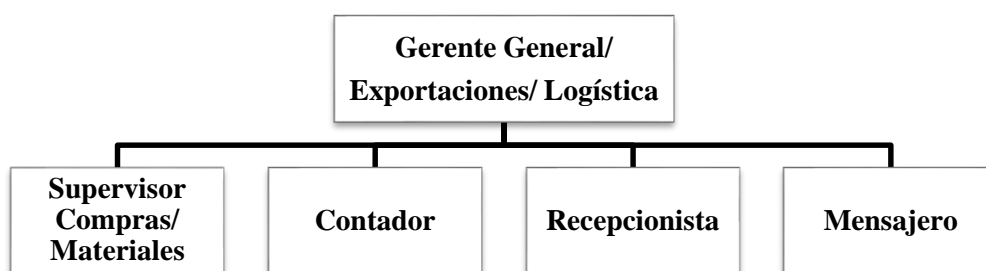 Gerente General/
Exportaciones/ Logística
Supervisor
Compras/
Materiales
Contador
Recepcionista
Mensajero